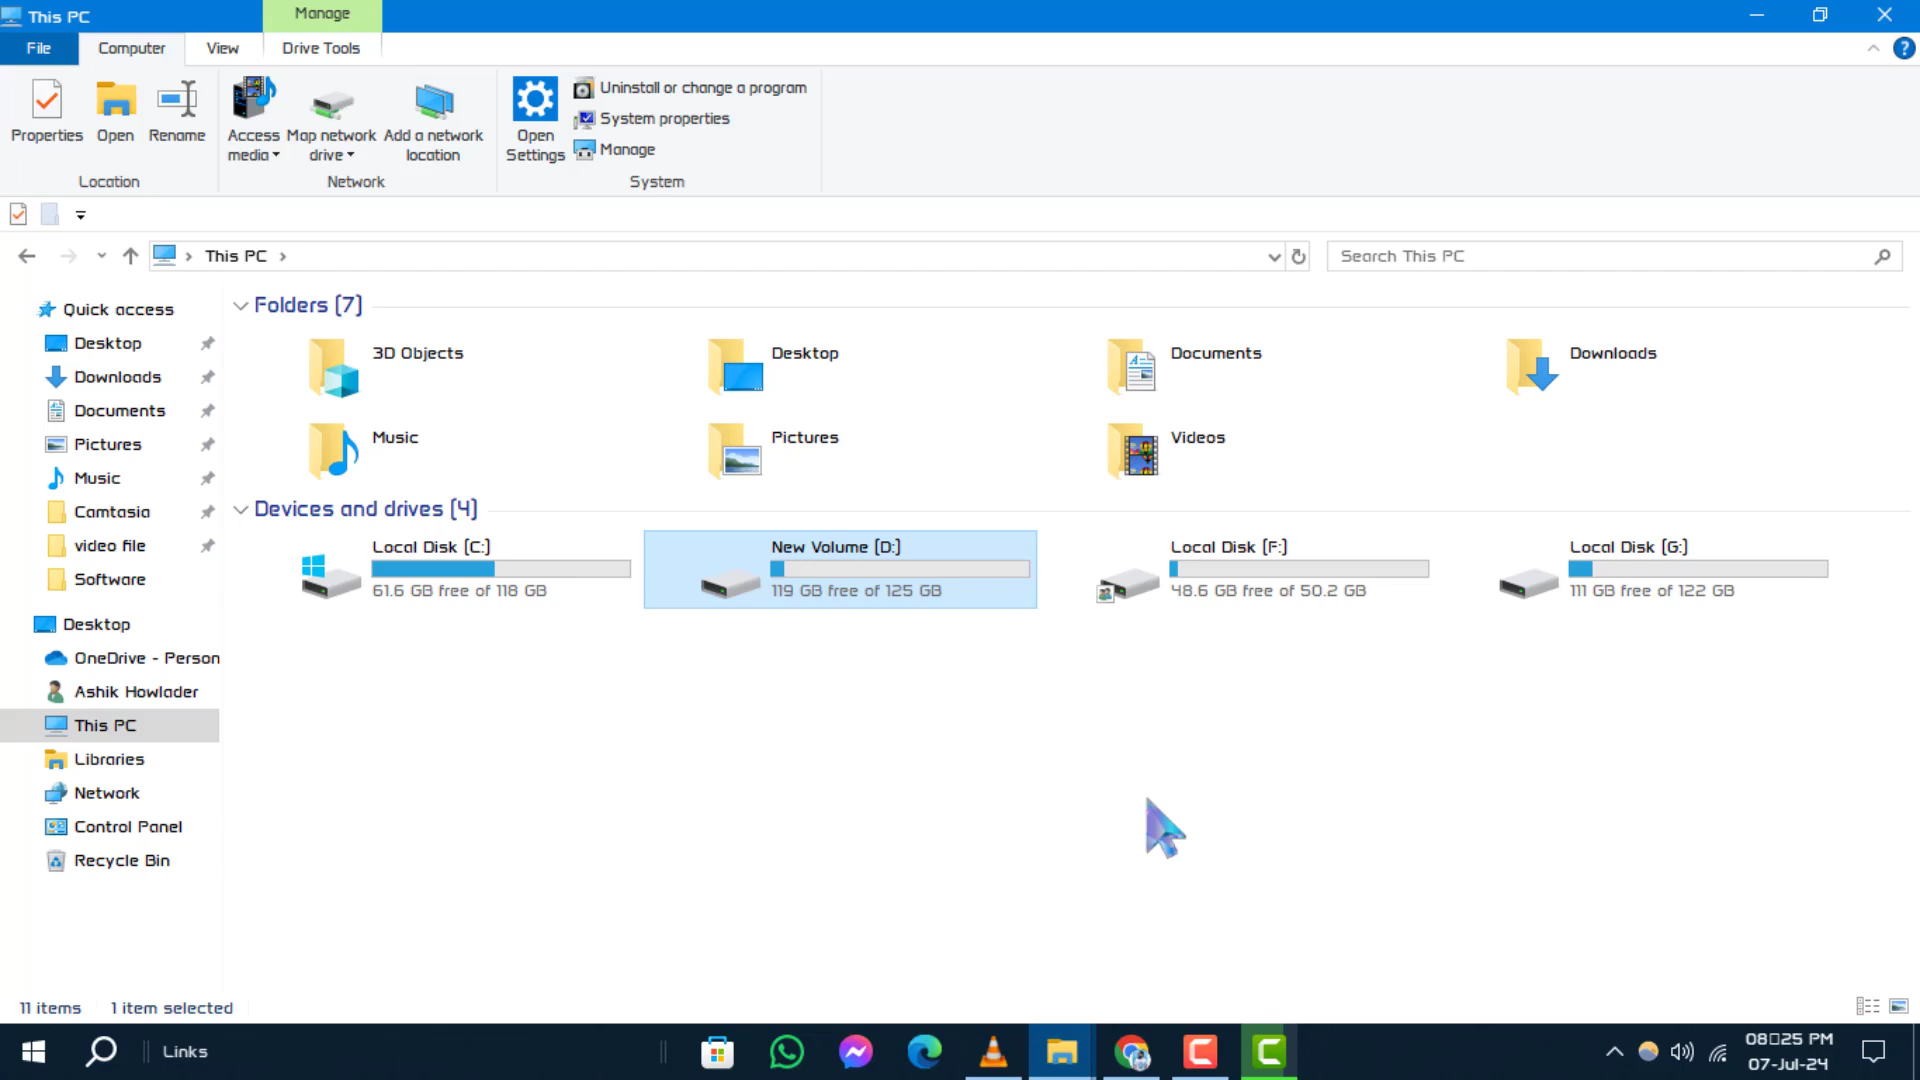 This PC
Manage
File
Computer
View
Drive Tools
Properties
Open
Rename
Access media
Map network drive
Add a network location
Open Settings
Uninstall or change a program
System properties
Manage
Location
Network
System
This PC
Search This PC
Quick access
Desktop
Downloads
Documents
Pictures
Music
Camtasia
video file
Software
Desktop
OneDrive - Person
Ashik Howlader
This PC
Libraries
Network
Control Panel
Recycle Bin
Folders (7)
3D Objects
Desktop
Documents
Downloads
Music
Pictures
Videos
Devices and drives (4)
Local Disk (C:)
61.6 GB free of 118 GB
New Volume (D:)
119 GB free of 125 GB
Local Disk (F:)
48.6 GB free of 50.2 GB
Local Disk (G:)
111 GB free of 122 GB
11 items
1 item selected
Links
08□25 PM
07-Jul-24